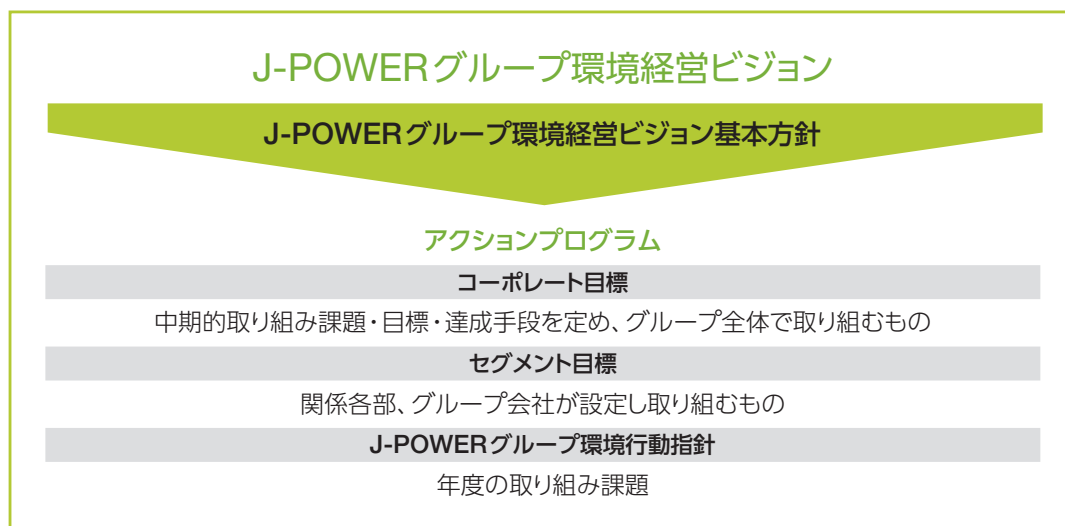 J-POWERグループ環境経営ビジョン
J-POWERグループ環境経営ビジョン基本方針
アクションプログラム
コーポレート目標
中期的取り組み課題・目標・達成手段を定め、グループ全体で取り組むもの
セグメント目標
関係各部、グループ会社が設定し取り組むもの
J-POWERグループ環境行動指針
年度の取り組み課題